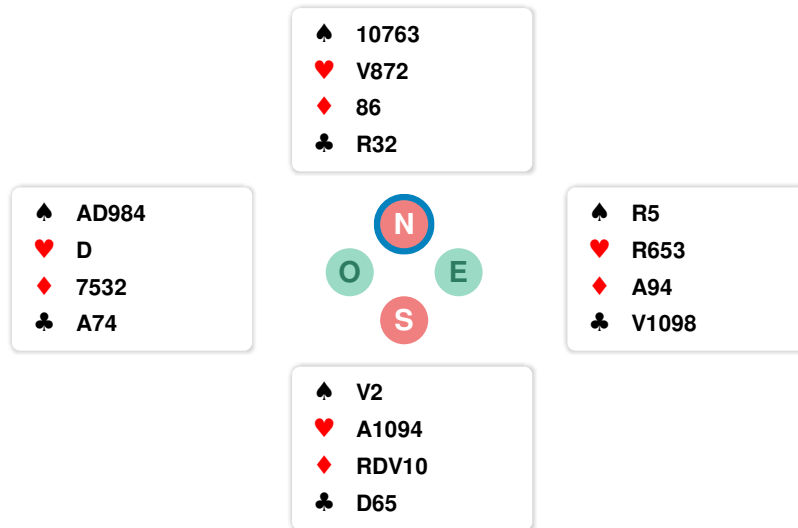 ♠ 10763
♥ V872
♦ 86
♣ R32
♠ AD984
♥ D
♦ 7532
♣ A74
N
O E
S
♠ R5
♥ R653
♦ A94
♣ V1098
♠ V2
♥ A1094
♦ RDV10
♣ D65